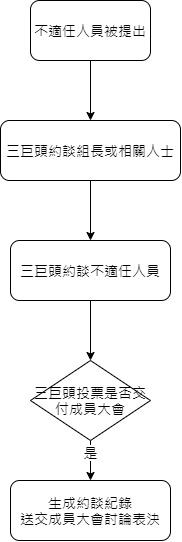 不適任人員被提出
三巨頭約談組長或相關人士
三巨頭約談不適任人員
三巨頭投票是否交
付成員大會
是
生成約談紀錄
送交成員大會討論表決